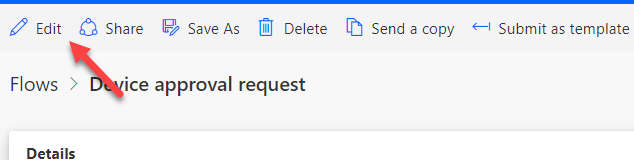 Edit Share Save As Delete Send a copy Submit as template
Flows > Device approval request
Details